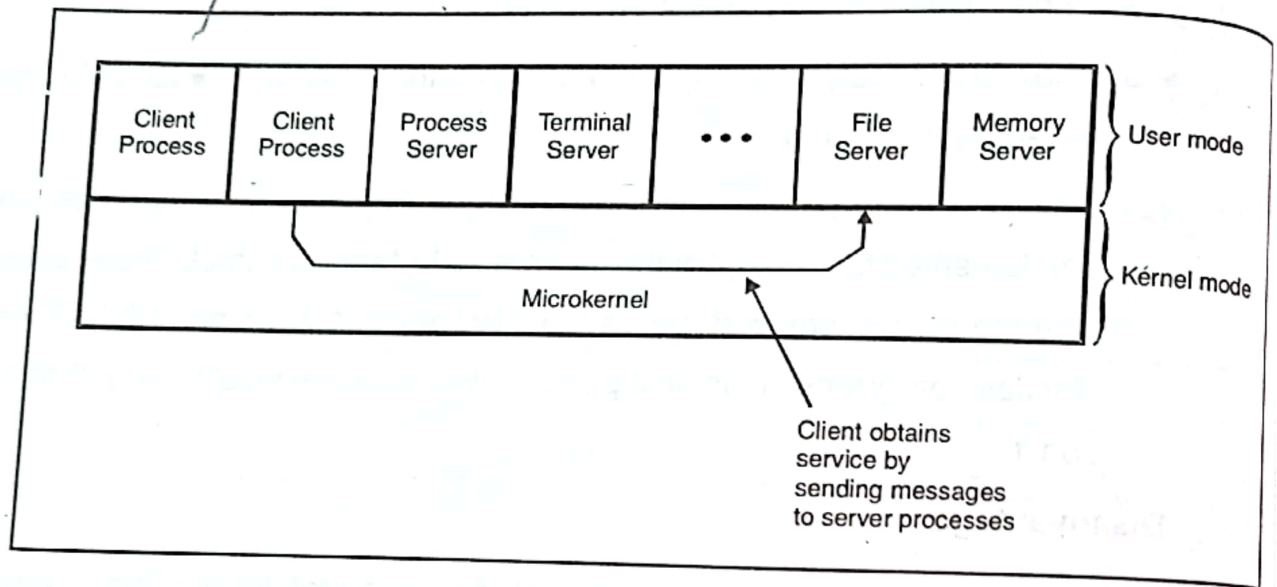 Client
Process
Client
Process
Process
Server
Terminal
Server
•••
File
Server
Memory
Server
User mode
Microkernel
Kérnel mode
Client obtains
service by
sending messages
to server processes